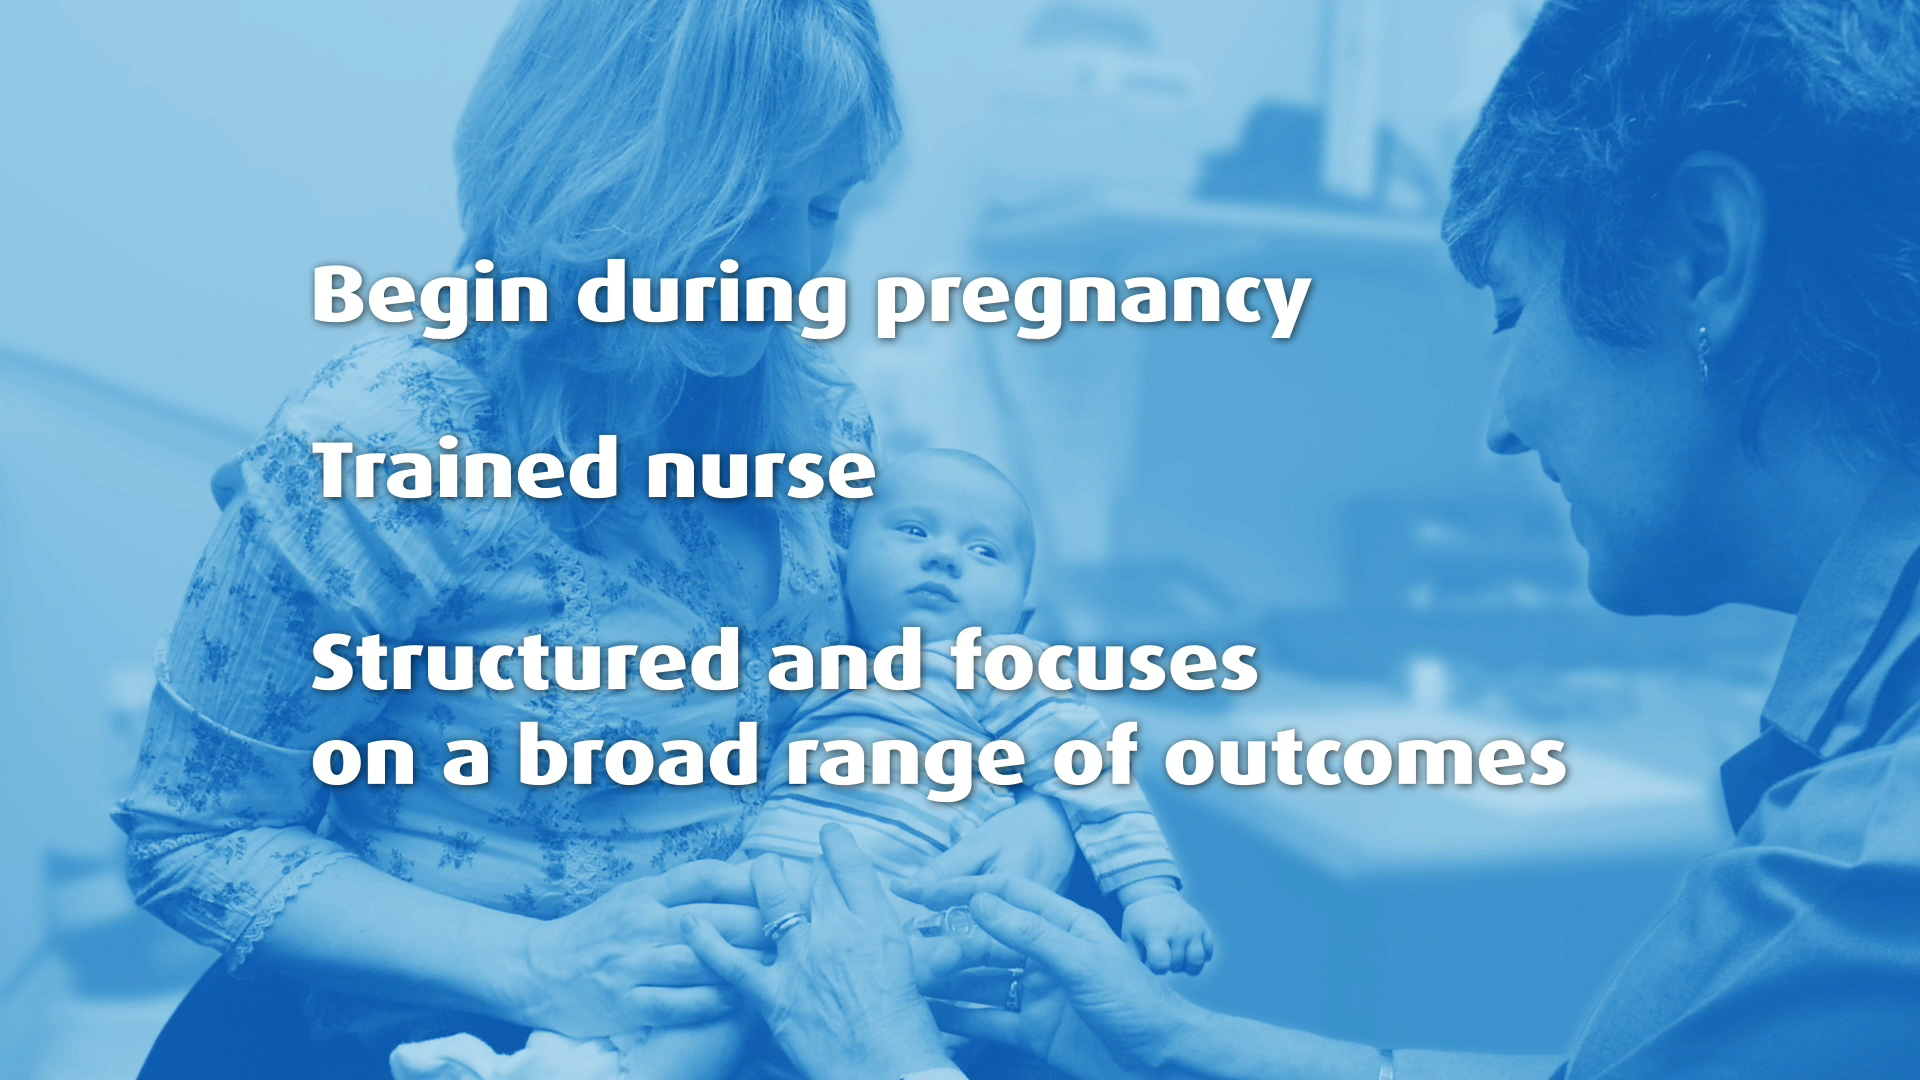 Begin during pregnancy
Trained nurse
Structured and focuses
on a broad range of outcomes